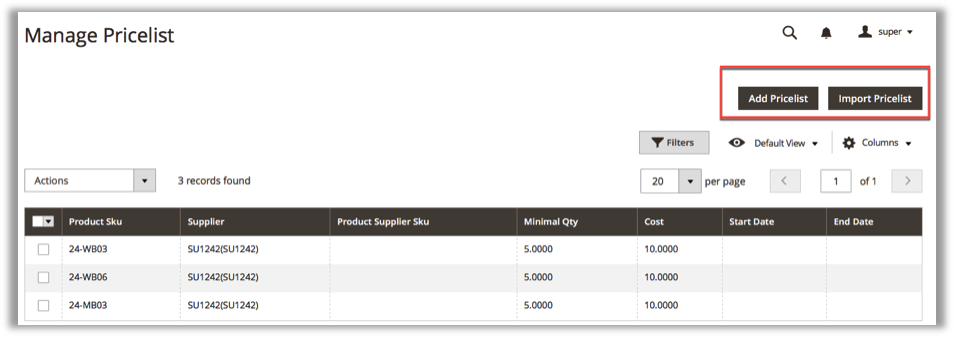 Manage Pricelist
super
Add Pricelist Import Pricelist
Filters Default View Columns
Actions 3 records found 20 per page 1 of 1
Product Sku Supplier Product Supplier Sku Minimal Qty Cost Start Date End Date
24-WB03 SU1242(SU1242) 5.0000 10.0000
24-WB06 SU1242(SU1242) 5.0000 10.0000
24-MB03 SU1242(SU1242) 5.0000 10.0000